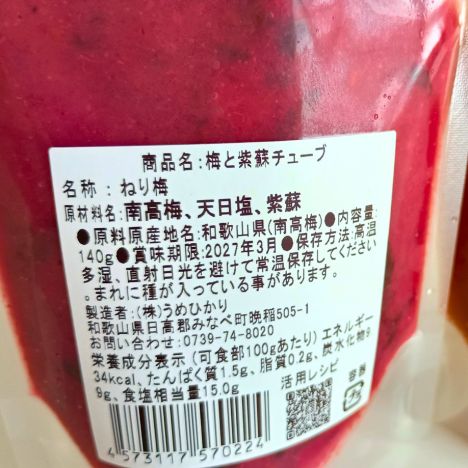 商品名:梅と紫蘇チューブ
名称:ねり梅
原材料名:南高梅、天日塩、紫蘇
●原料原産地名:和歌山県(南高梅)●内容量:
140g●賞味期限:2027年3月●保存方法:高温
多湿、直射日光を避けて常温保存してください
。まれに種が入っている事があります。
製造者:(株)うめひかり
和歌山県日高郡みなべ町晩稲505-1
お問い合わせ:0739-74-8020
栄養成分表示(可食部100gあたり)エネルギー
34kcal、たんぱく質1.5g、脂質0.2g、炭水化物9
9g、食塩相当量15.0g
活用レシピ
4573117570224
プラ